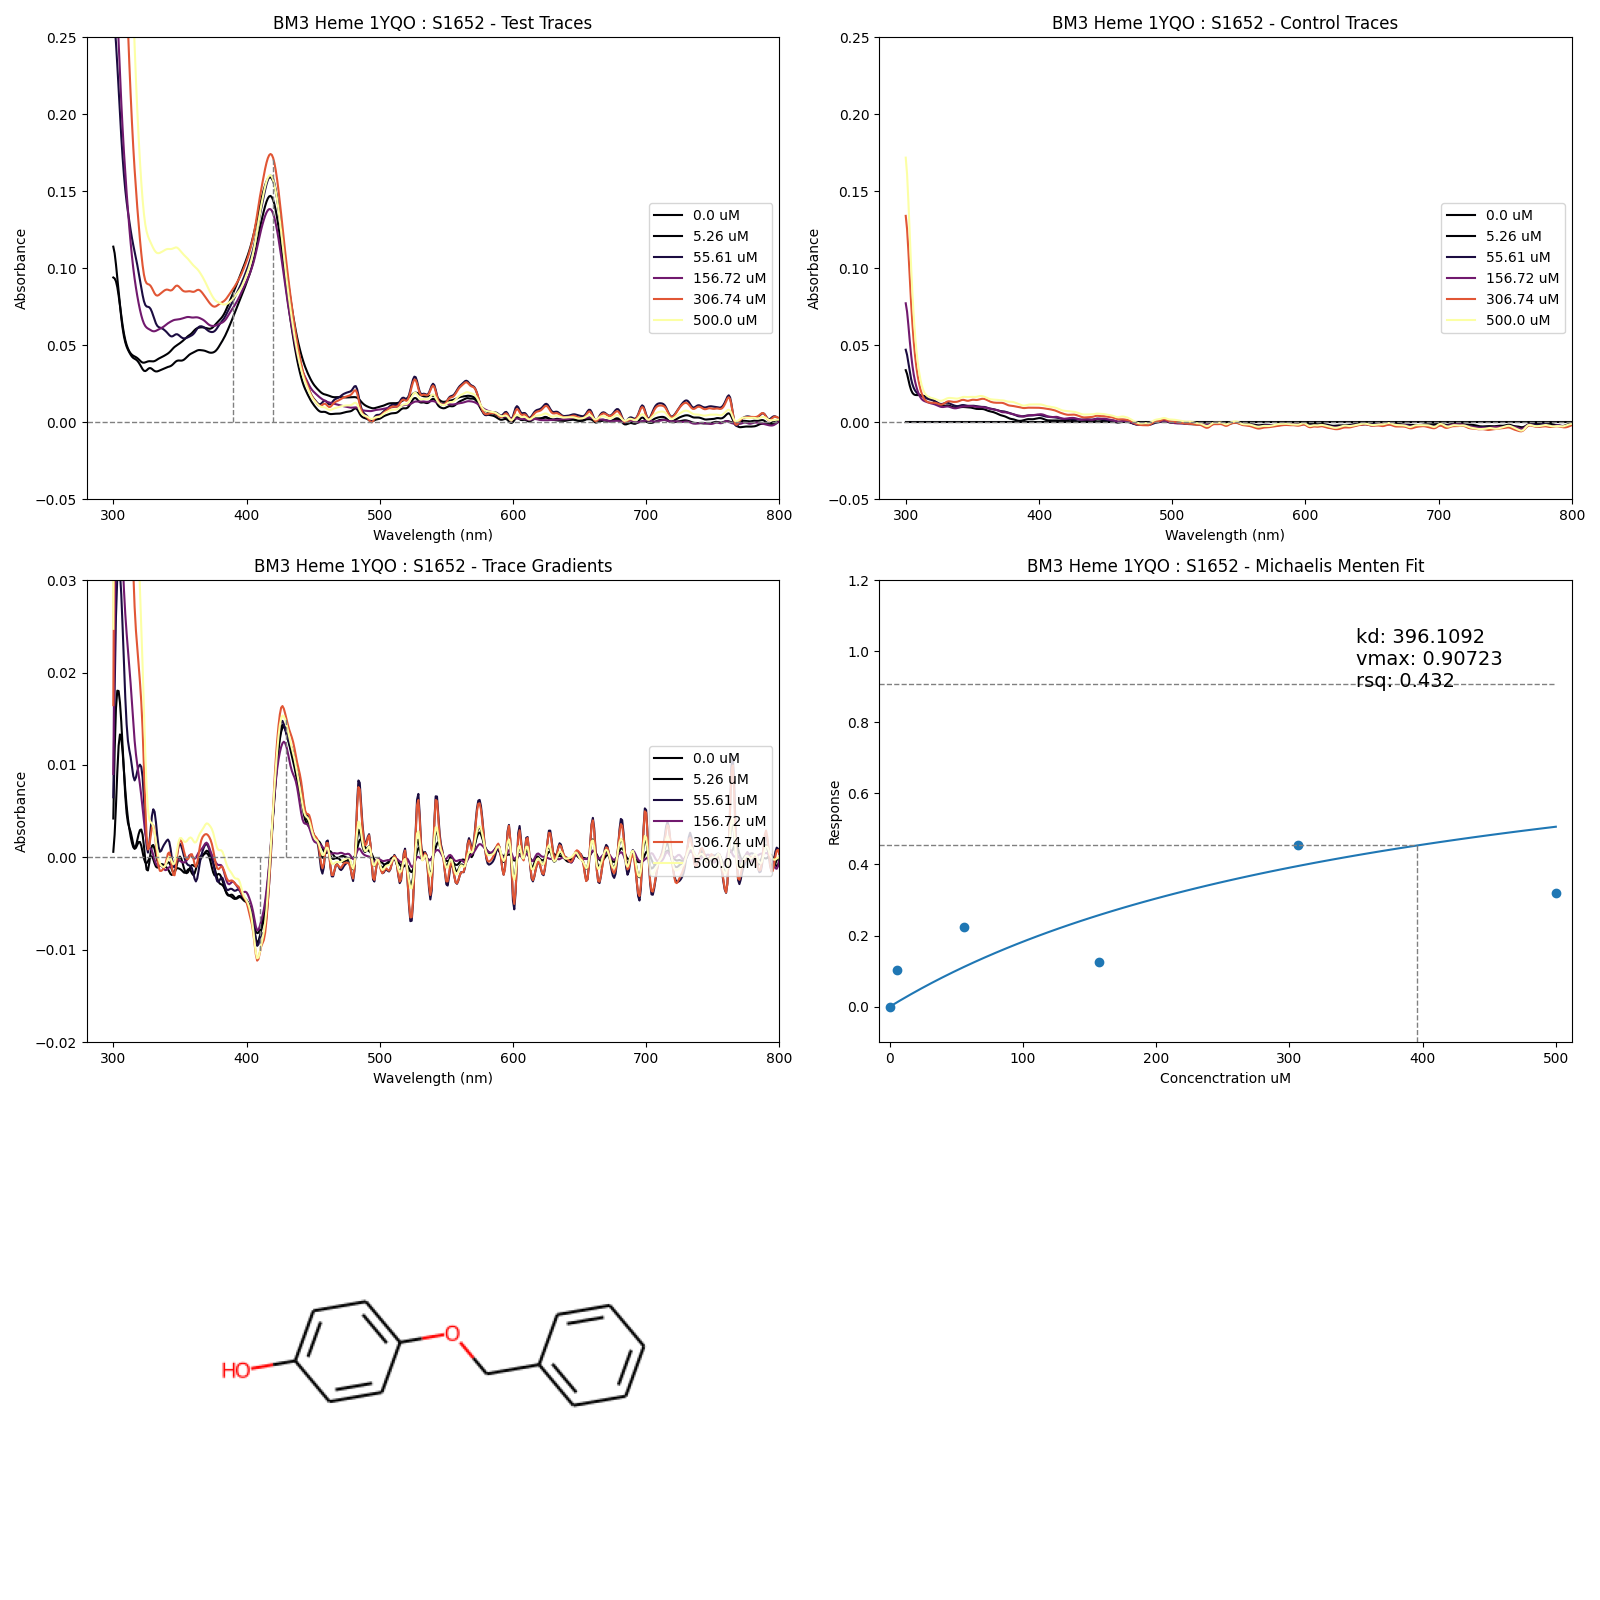 BM3 Heme 1YQO : S1652 - Test Traces
0.25
0.20
0.15
0.10
0.05
0.00
−0.05
Absorbance
300
400
500
600
700
800
Wavelength (nm)
0.0 uM
5.26 uM
55.61 uM
156.72 uM
306.74 uM
500.0 uM
BM3 Heme 1YQO : S1652 - Control Traces
0.25
0.20
0.15
0.10
0.05
0.00
−0.05
Absorbance
300
400
500
600
700
800
Wavelength (nm)
0.0 uM
5.26 uM
55.61 uM
156.72 uM
306.74 uM
500.0 uM
BM3 Heme 1YQO : S1652 - Trace Gradients
0.03
0.02
0.01
0.00
−0.01
−0.02
Absorbance
300
400
500
600
700
800
Wavelength (nm)
0.0 uM
5.26 uM
55.61 uM
156.72 uM
306.74 uM
500.0 uM
BM3 Heme 1YQO : S1652 - Michaelis Menten Fit
1.2
1.0
0.8
0.6
0.4
0.2
0.0
Response
0
100
200
300
400
500
Concenctration uM
kd: 396.1092
vmax: 0.90723
rsq: 0.432
HO
O